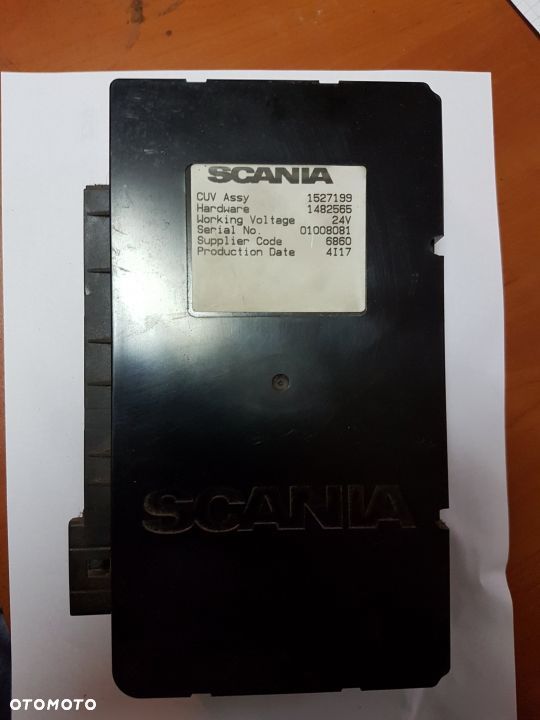 SCANIA
CUV Assy 1527199
Hardware 1482565
Working Voltage 24V
Serial No. 01008081
Supplier Code 6860
Production Date 4I17
SCANIA
OTOMOTO